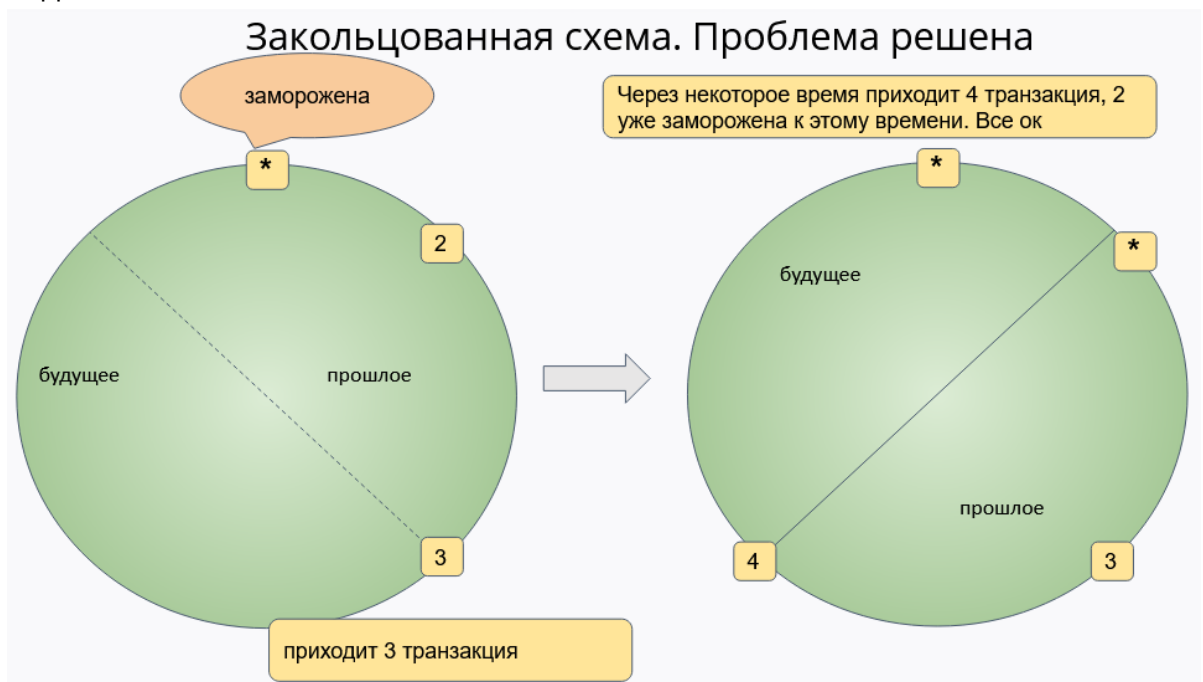 Закольцованная схема. Проблема решена
заморожена
*
2
будущее
прошлое
3
приходит 3 транзакция
Через некоторое время приходит 4 транзакция, 2
уже заморожена к этому времени. Все ок
*
*
будущее
прошлое
4
3